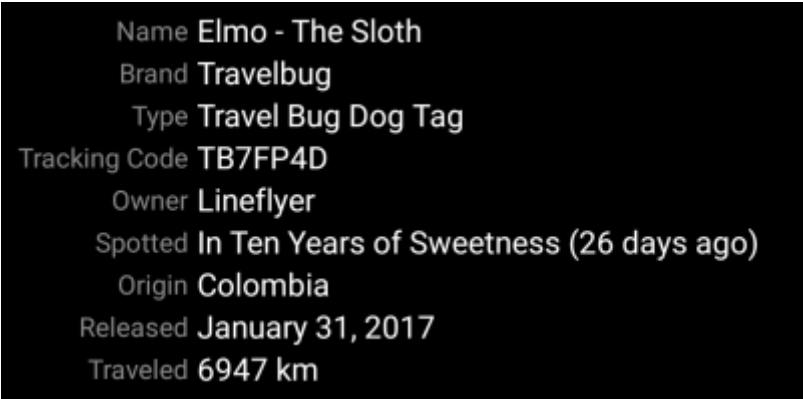 Name Elmo - The Sloth
Brand Travelbug
Type Travel Bug Dog Tag
Tracking Code TB7FP4D
Owner Lineflyer
Spotted In Ten Years of Sweetness (26 days ago)
Origin Colombia
Released January 31, 2017
Traveled 6947 km